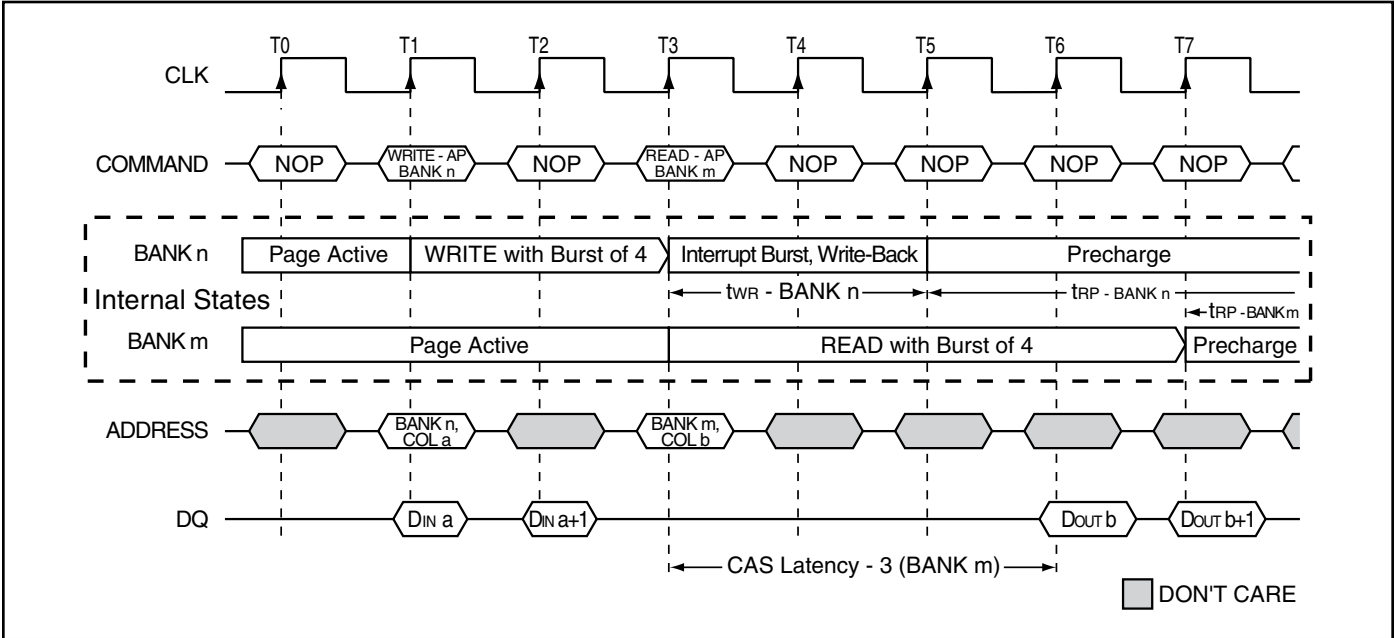 T0 T1 T2 T3 T4 T5 T6 T7
CLK
COMMAND NOP WRITE - AP BANK n NOP READ - AP BANK m NOP NOP NOP NOP
BANK n Page Active WRITE with Burst of 4 Interrupt Burst, Write-Back Precharge
tWR - BANK n tRP - BANK n
Internal States
tRP - BANK m
BANK m Page Active READ with Burst of 4 Precharge
ADDRESS BANK n, COL a BANK m, COL b
DQ DIN a DIN a+1 DOUT b DOUT b+1
CAS Latency - 3 (BANK m)
DON'T CARE